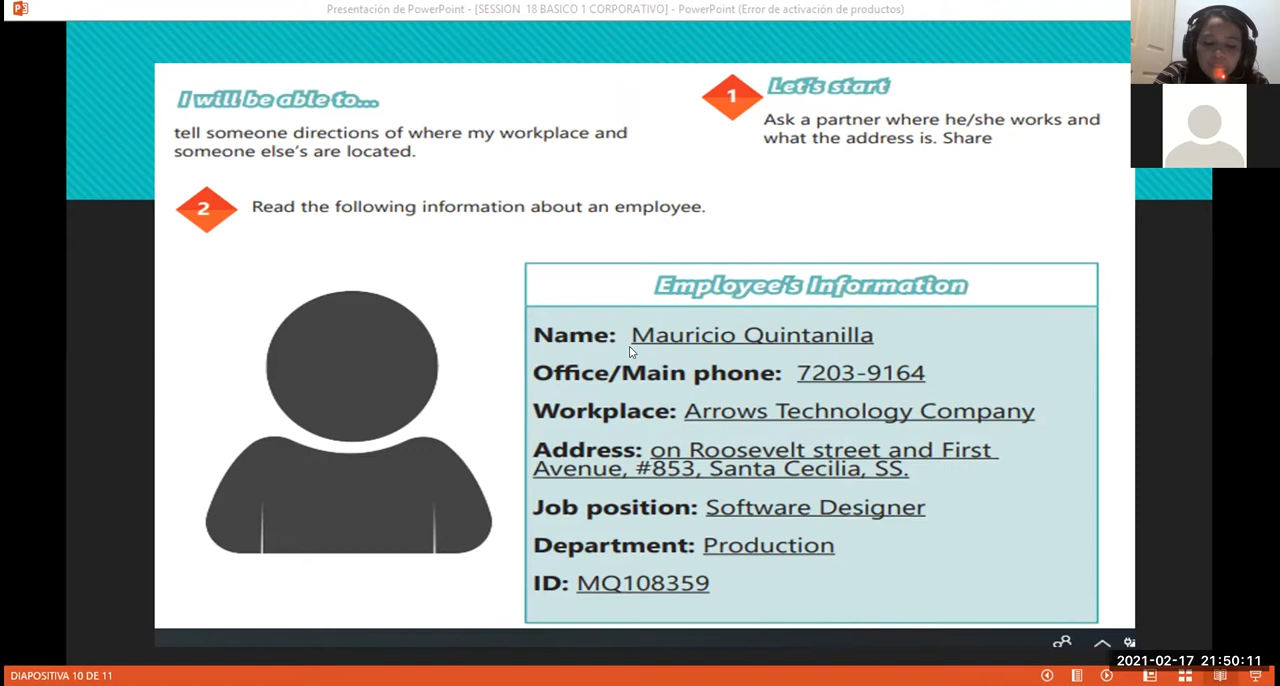 Presentación de PowerPoint - [SESSION 18 BASICO 1 CORPORATIVO] - PowerPoint (Error de activación de productos)
I will be able to...
tell someone directions of where my workplace and
someone else's are located.
1
Let's start
Ask a partner where he/she works and
what the address is. Share
2
Read the following information about an employee.
Employee's Information
Name: Mauricio Quintanilla
Office/Main phone: 7203-9164
Workplace: Arrows Technology Company
Address: on Roosevelt street and First
Avenue, #853, Santa Cecilia, SS.
Job position: Software Designer
Department: Production
ID: MQ108359
2021-02-17 21:50:11
DIAPOSITIVA 10 DE 11